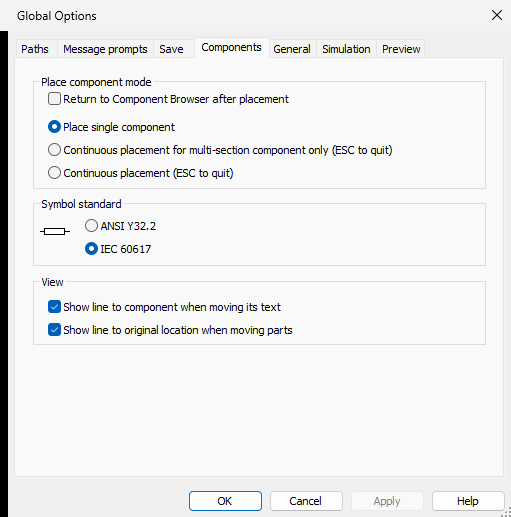 Global Options
Paths Message prompts Save Components General Simulation Preview
Place component mode
Return to Component Browser after placement
Place single component
Continuous placement for multi-section component only (ESC to quit)
Continuous placement (ESC to quit)
Symbol standard
ANSI Y32.2
IEC 60617
View
Show line to component when moving its text
Show line to original location when moving parts
OK Cancel Apply Help